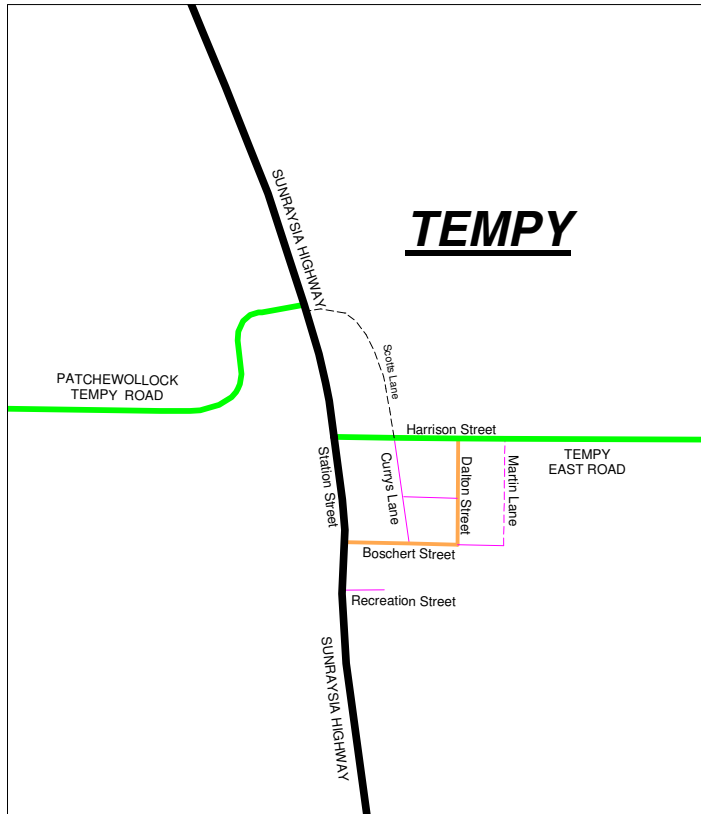 TEMPY
SUNRAYSIA HIGHWAY
Scotts Lane
PATCHEWOLLOCK
TEMPY ROAD
Harrison Street
TEMPY
EAST ROAD
Station Street
Currys Lane
Dalton Street
Martin Lane
Boschert Street
Recreation Street
SUNRAYSIA HIGHWAY